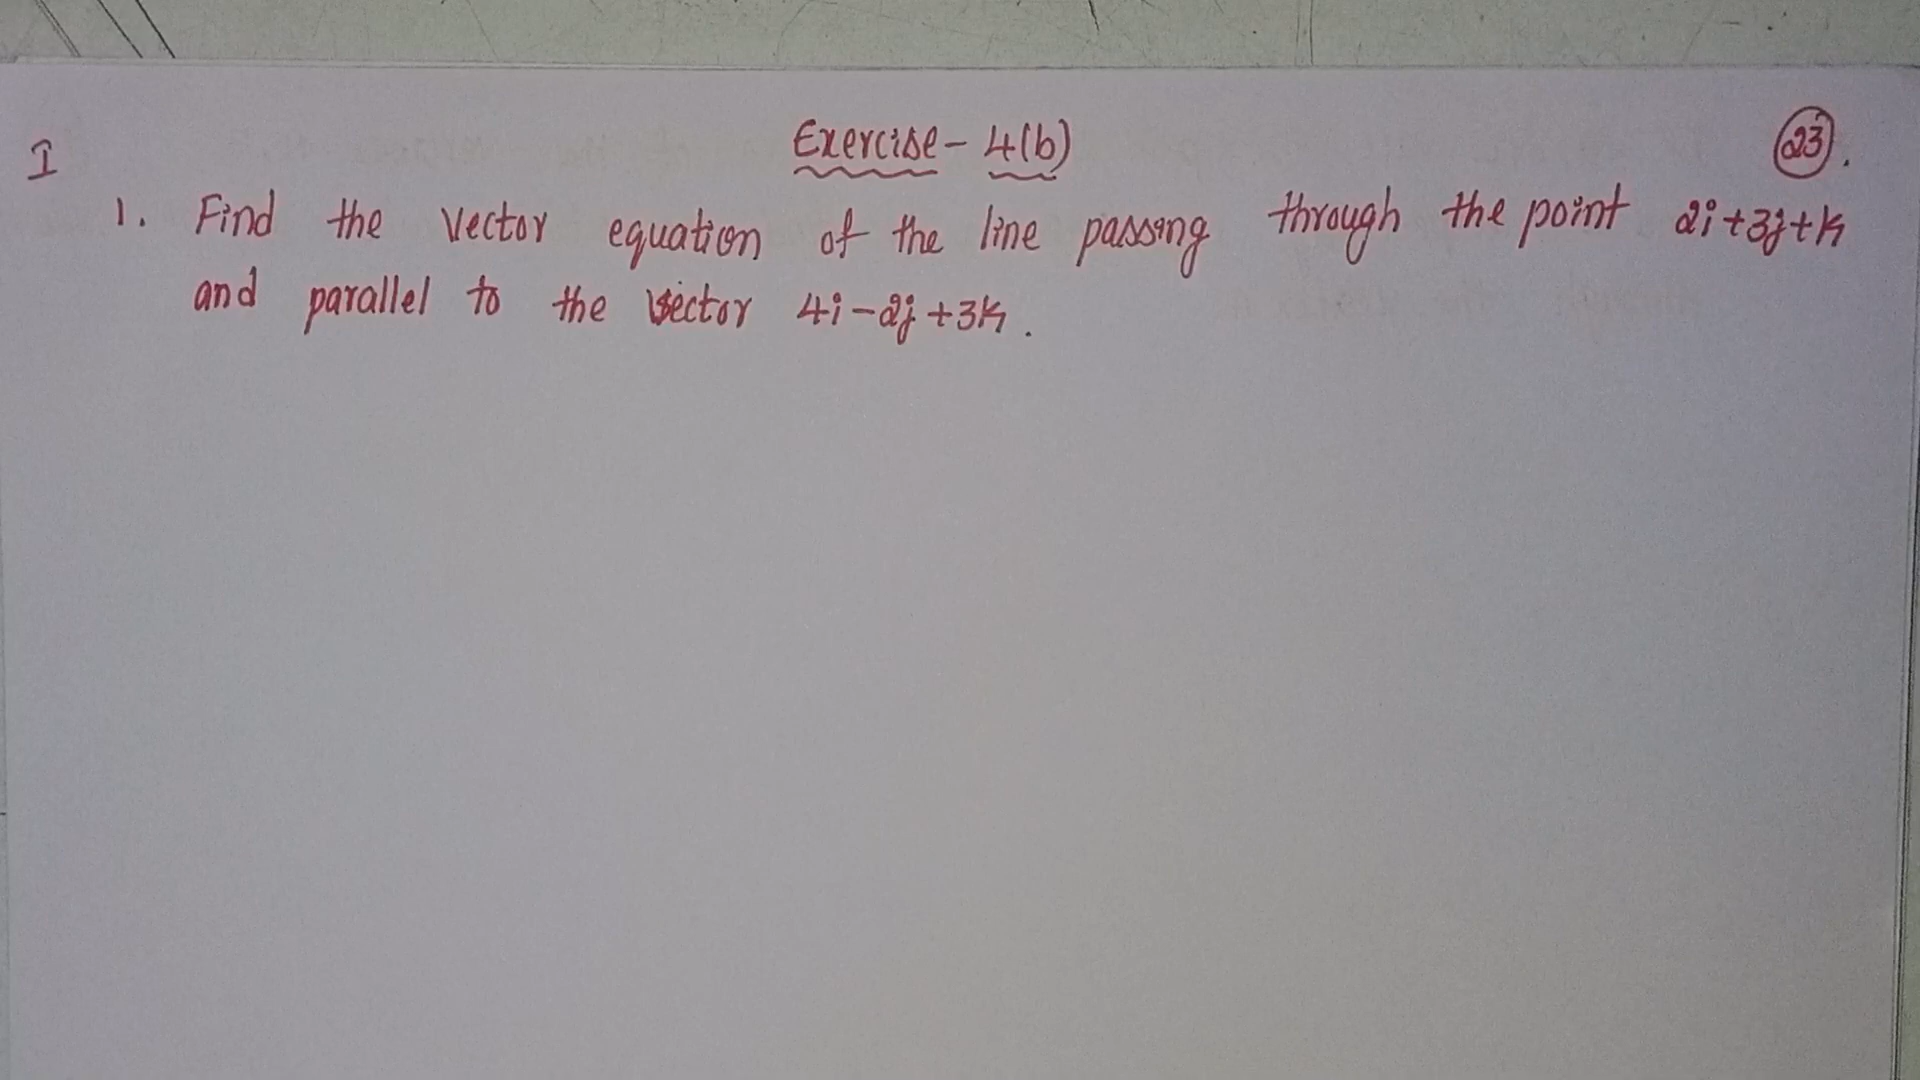 Exercise - 4(b)
23.
I
1. Find the vector equation of the line passing through the point 2i+3j+k
and parallel to the vector 4i-2j+3k.